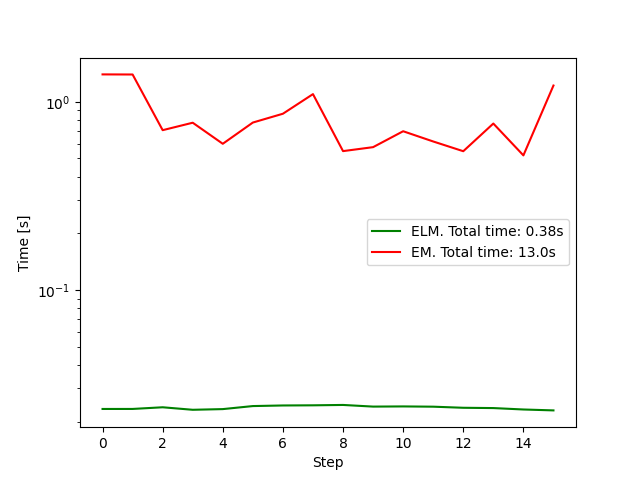 10⁰
10⁻¹
Time [s]
ELM. Total time: 0.38s
EM. Total time: 13.0s
0 2 4 6 8 10 12 14
Step